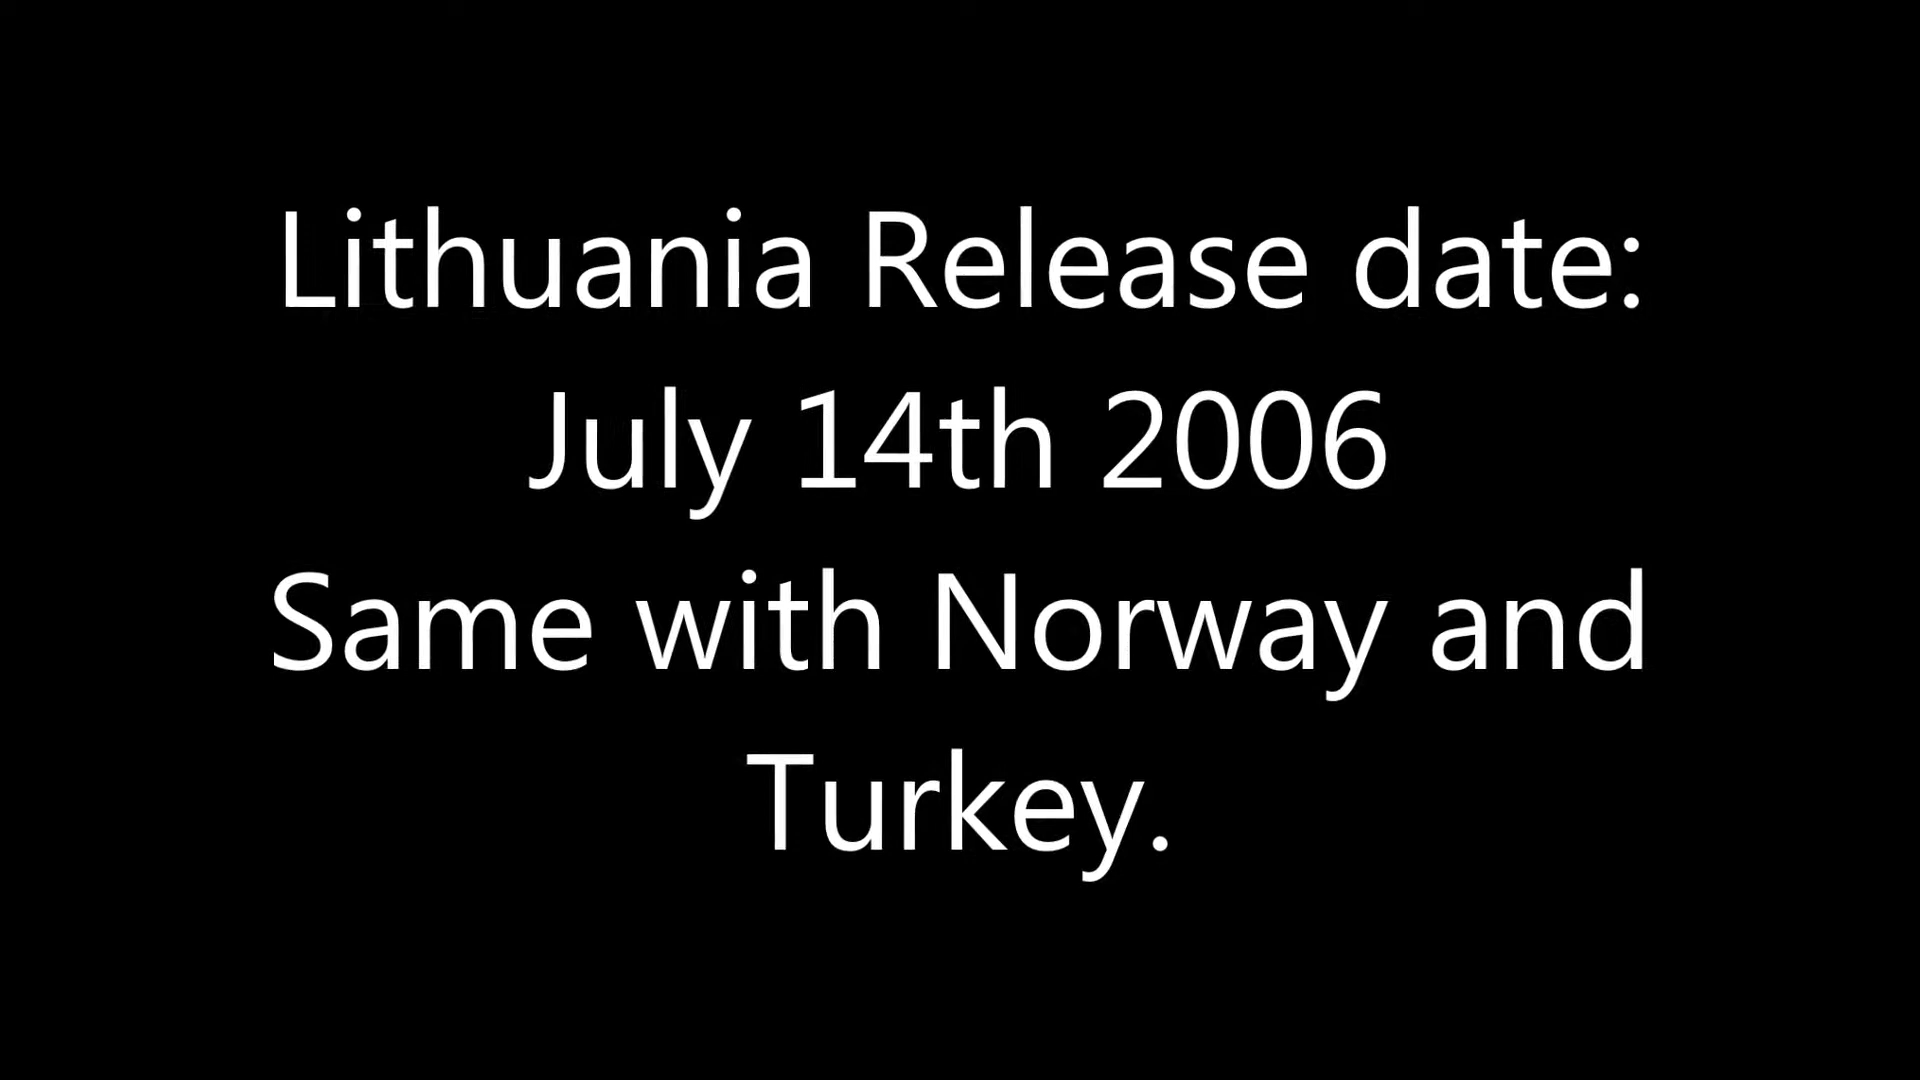 Lithuania Release date:
July 14th 2006
Same with Norway and
Turkey.